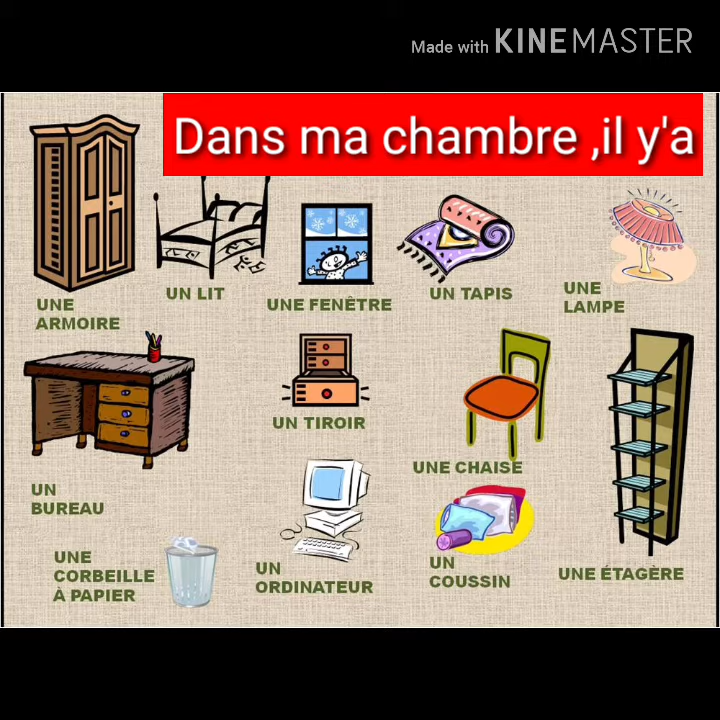 Made with KINEMASTER
Dans ma chambre ,il y'a
UNE
ARMOIRE
UN LIT
UNE FENÊTRE
UN TAPIS
UNE
LAMPE
UN TIROIR
UNE CHAISE
UN
BUREAU
UNE
CORBEILLE
À PAPIER
UN
ORDINATEUR
UN
COUSSIN
UNE ÉTAGÈRE